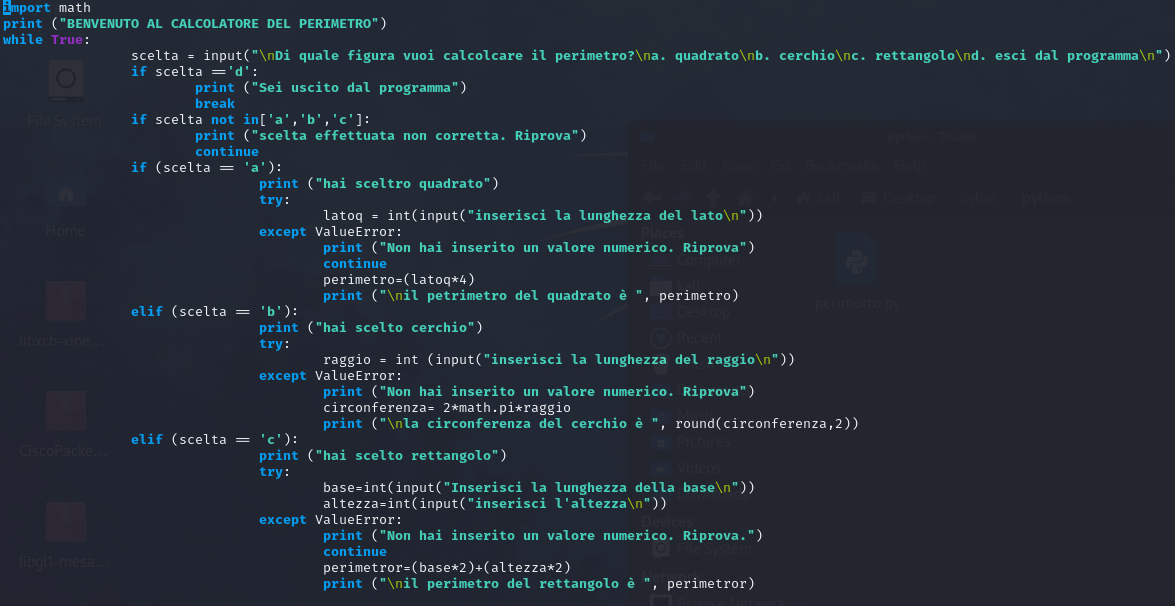 import math
print ("BENVENUTO AL CALCOLATORE DEL PERIMETRO")
while True:
scelta = input("\nDi quale figura vuoi calcolcare il perimetro?\na. quadrato\nb. cerchio\nc. rettangolo\nd. esci dal programma\n")
if scelta =='d':
print ("Sei uscito dal programma")
break
if scelta not in['a','b','c']:
print ("scelta effettuata non corretta. Riprova")
continue
if (scelta == 'a'):
print ("hai sceltro quadrato")
try:
latoq = int(input("inserisci la lunghezza del lato\n"))
except ValueError:
print ("Non hai inserito un valore numerico. Riprova")
continue
perimetro=(latoq*4)
print ("\nil petrimetro del quadrato è ", perimetro)
elif (scelta == 'b'):
print ("hai scelto cerchio")
try:
raggio = int (input("inserisci la lunghezza del raggio\n"))
except ValueError:
print ("Non hai inserito un valore numerico. Riprova")
circonferenza= 2*math.pi*raggio
print ("\nla circonferenza del cerchio è ", round(circonferenza,2))
elif (scelta == 'c'):
print ("hai scelto rettangolo")
try:
base=int(input("Inserisci la lunghezza della base\n"))
altezza=int(input("inserisci l'altezza\n"))
except ValueError:
print ("Non hai inserito un valore numerico. Riprova.")
continue
perimetror=(base*2)+(altezza*2)
print ("\nil perimetro del rettangolo è ", perimetror)
File System
Home
libxcb-xine...
CiscoPacke...
libgl1-mesa...
python - Thunar
File Edit View Go Bookmarks Help
kali Desktop cyber python
Places
Computer
Desktop
Recent
Pictures
Videos
Devices
File System
Browse Network
perimetro.py